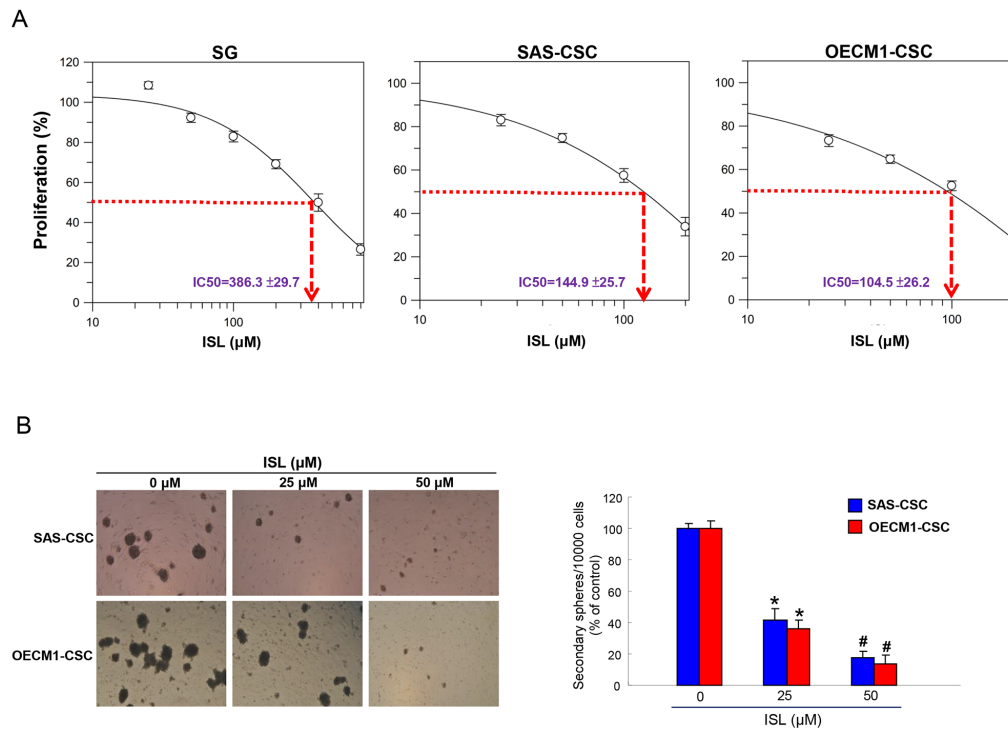 A
SG
SAS-CSC
OECM1-CSC
Proliferation (%)
120
100
80
60
40
20
0
IC50=386.3 ±29.7
10
100
ISL (µM)
100
80
60
40
20
0
IC50=144.9 ±25.7
10
100
ISL (µM)
100
80
60
40
20
0
IC50=104.5 ±26.2
10
100
ISL (µM)
B
ISL (µM)
0 µM
25 µM
50 µM
SAS-CSC
OECM1-CSC
Secondary spheres/10000 cells
(% of control)
120
100
80
60
40
20
0
SAS-CSC
OECM1-CSC
*
*
#
#
0
25
50
ISL (µM)